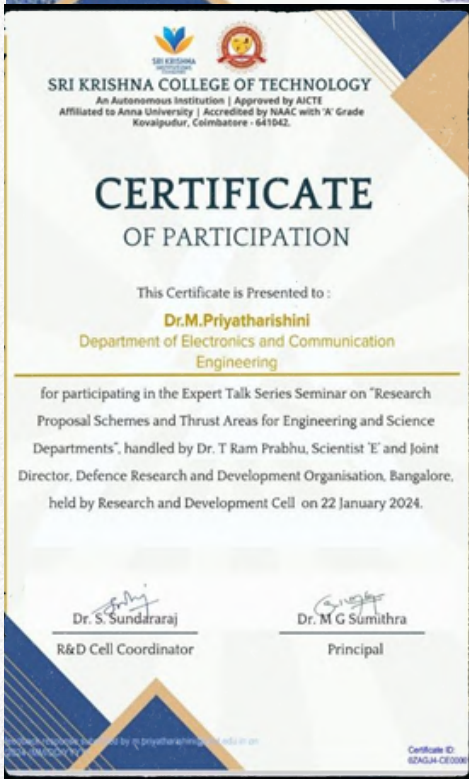 SRI KRISHNA
INSTITUTIONS
SRI KRISHNA COLLEGE OF TECHNOLOGY
An Autonomous Institution | Approved by AICTE
Affiliated to Anna University | Accredited by NAAC with 'A' Grade
Kovaipudur, Coimbatore - 641042.
CERTIFICATE
OF PARTICIPATION
This Certificate is Presented to :
Dr.M.Priyatharishini
Department of Electronics and Communication
Engineering
for participating in the Expert Talk Series Seminar on "Research
Proposal Schemes and Thrust Areas for Engineering and Science
Departments", handled by Dr. T Ram Prabhu, Scientist 'E' and Joint
Director, Defence Research and Development Organisation, Bangalore,
held by Research and Development Cell on 22 January 2024.
Dr. S. Sundararaj
Dr. M G Sumithra
R&D Cell Coordinator
Principal
Certificate ID: